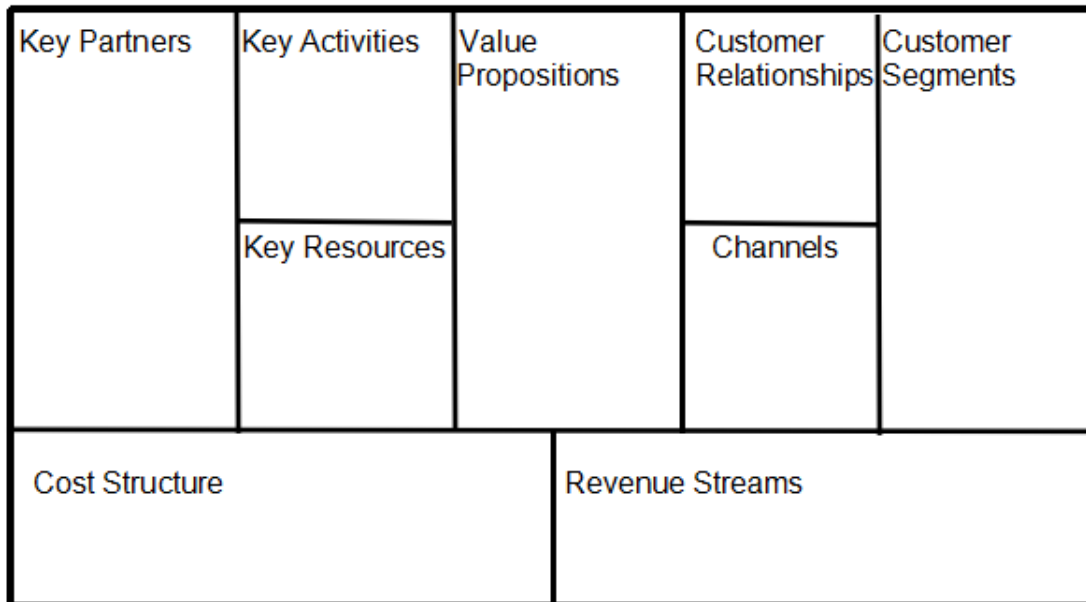 Key Partners
Key Activities
Value
Propositions
Customer
Relationships
Customer
Segments
Key Resources
Channels
Cost Structure
Revenue Streams